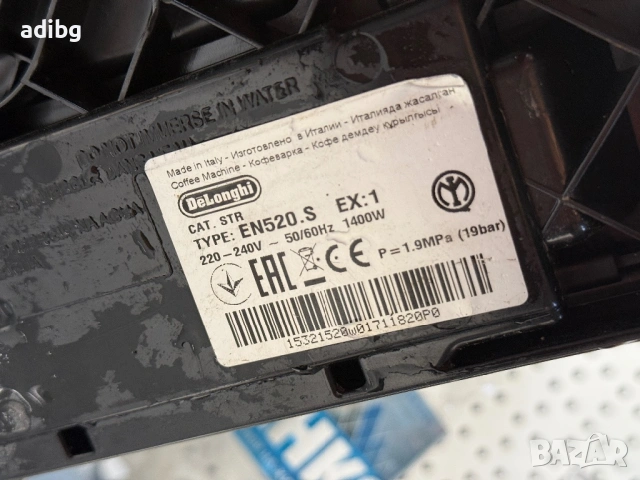 adibg
DO NOT IMMERSE IN WATER
Made in Italy - Изготовлено в Италии - Италияда жасалған
Coffee Machine - Кофеварка - Кофе демдеу құрылғысы
DeLonghi
CAT. STR
TYPE: EN520.S EX:1
220-240V ~ 50/60Hz 1400W
EAC CE P=1.9MPa (19bar)
15321520W01711820P0
BAZAR